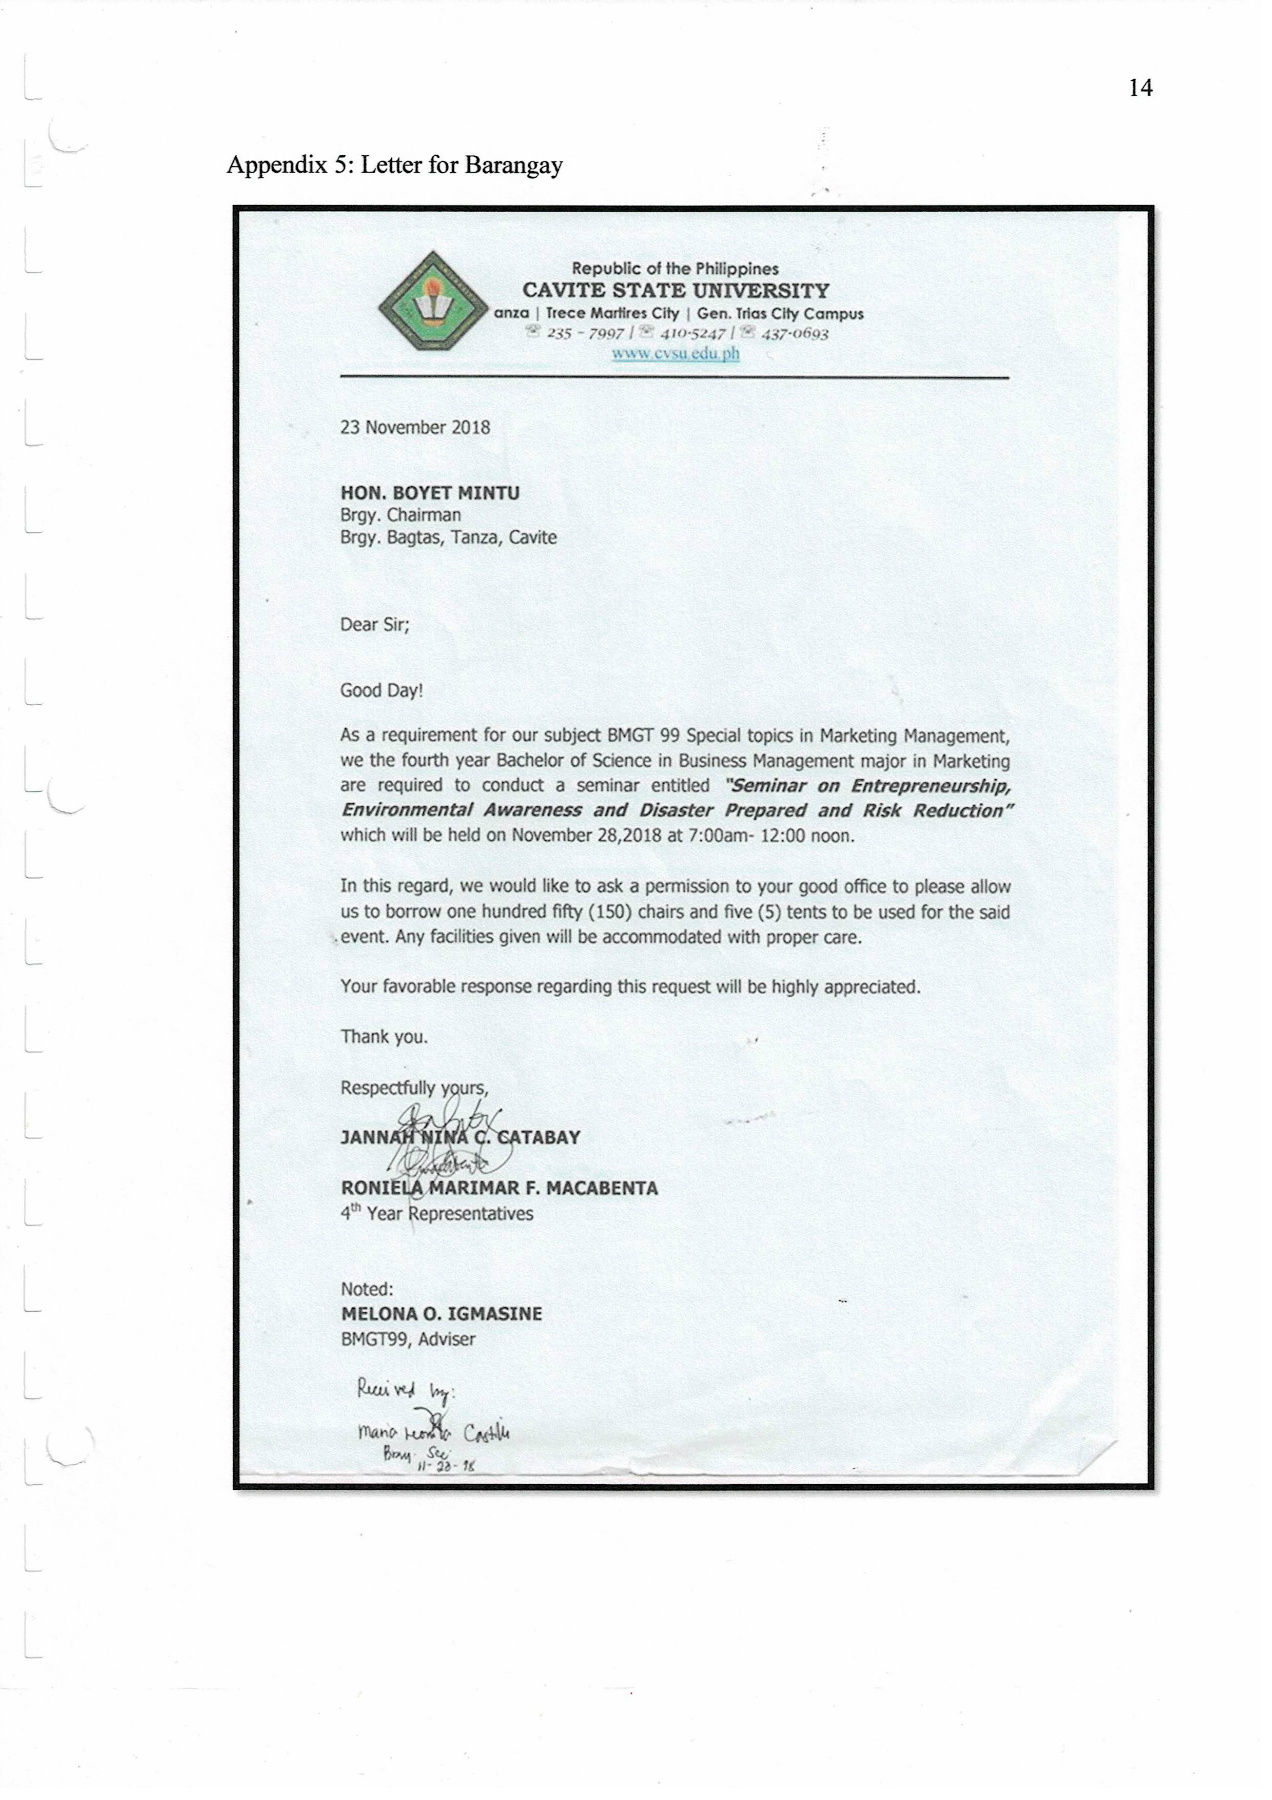 14
Appendix 5: Letter for Barangay
Republic of the Philippines
CAVITE STATE UNIVERSITY
anza | Trece Martires City | Gen. Trias City Campus
☏ 235 – 7997 / ☏ 410-5247 / ☏ 437-0693
www.cvsu.edu.ph
23 November 2018
HON. BOYET MINTU
Brgy. Chairman
Brgy. Bagtas, Tanza, Cavite
Dear Sir;
Good Day!
As a requirement for our subject BMGT 99 Special topics in Marketing Management,
we the fourth year Bachelor of Science in Business Management major in Marketing
are required to conduct a seminar entitled "Seminar on Entrepreneurship,
Environmental Awareness and Disaster Prepared and Risk Reduction"
which will be held on November 28,2018 at 7:00am- 12:00 noon.
In this regard, we would like to ask a permission to your good office to please allow
us to borrow one hundred fifty (150) chairs and five (5) tents to be used for the said
event. Any facilities given will be accommodated with proper care.
Your favorable response regarding this request will be highly appreciated.
Thank you.
Respectfully yours,
JANNAH NINA C. CATABAY
RONIELA MARIMAR F. MACABENTA
4th Year Representatives
Noted:
MELONA O. IGMASINE
BMGT99, Adviser
Received by:
Maria Castillo
Brgy. Sec
11-23-18